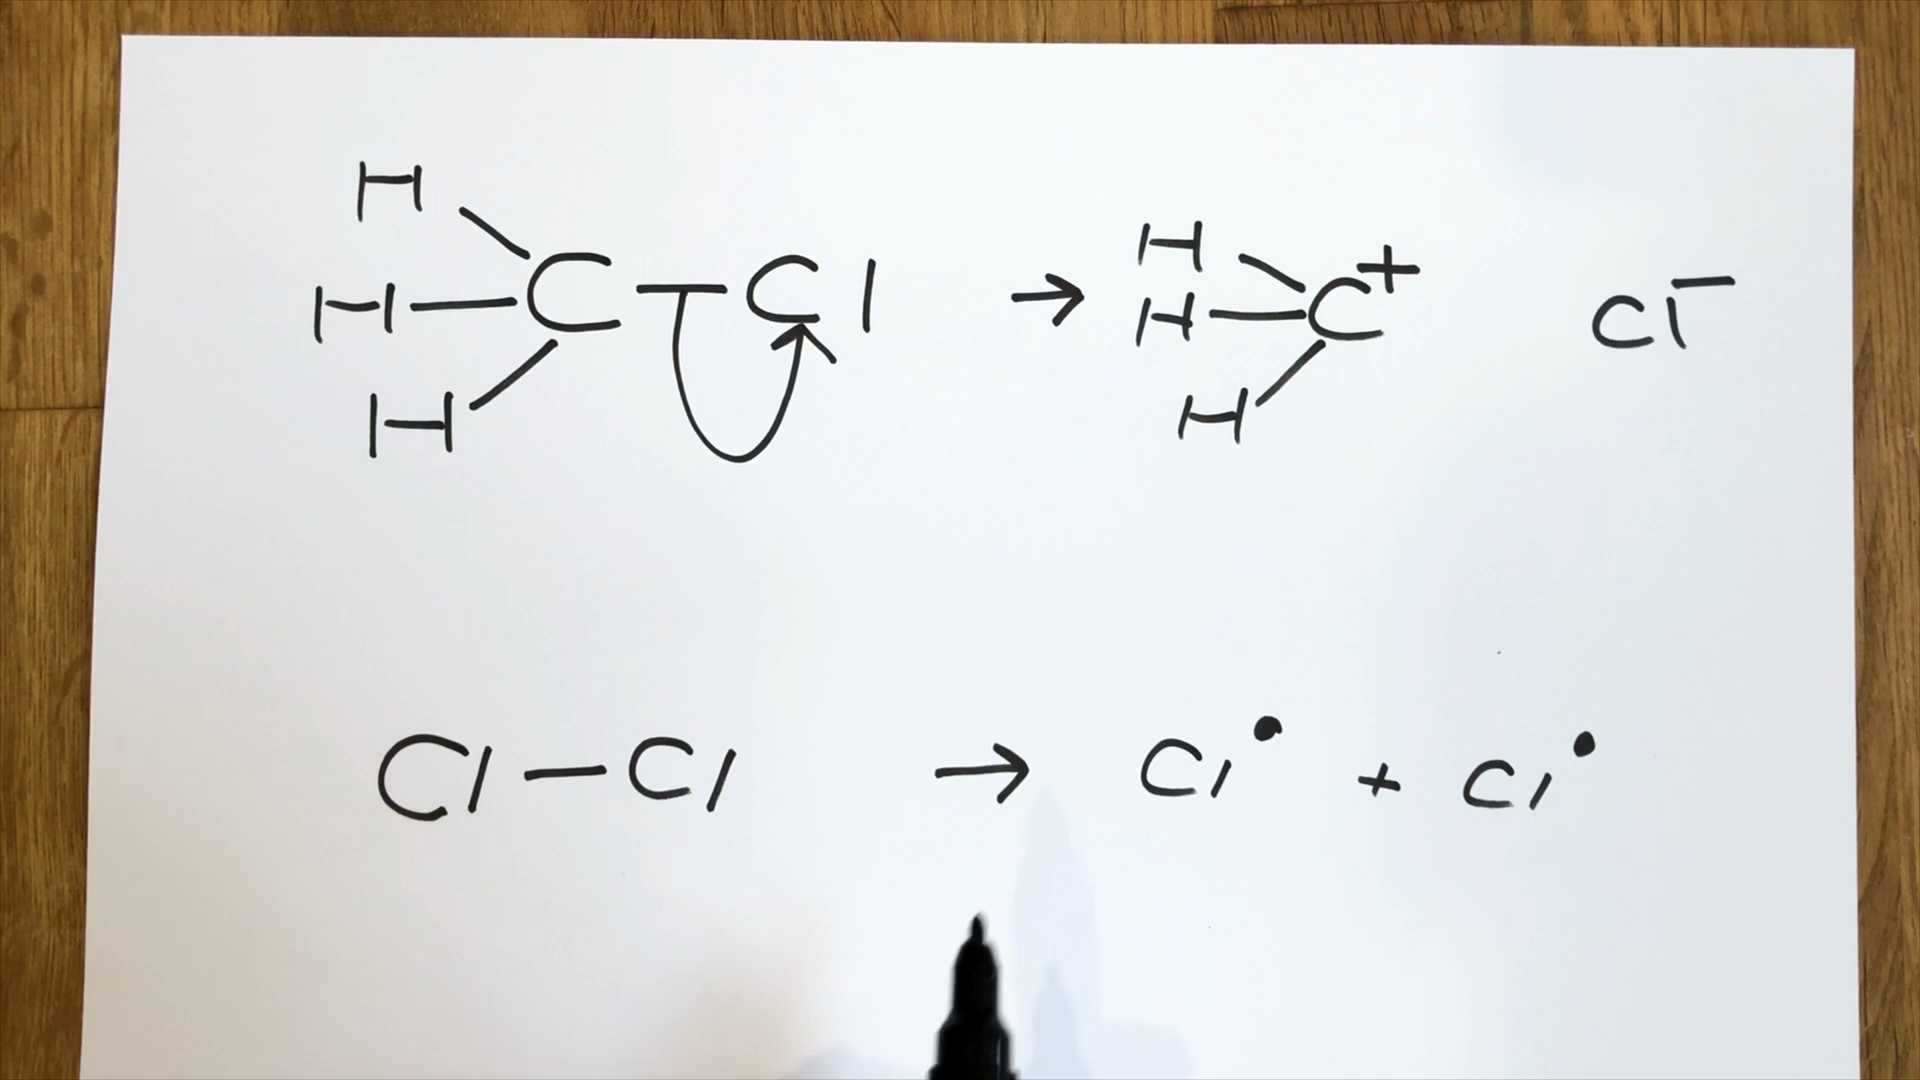 H H
H — C — Cl → H — C⁺ Cl⁻
H H
Cl — Cl → Cl• + Cl•